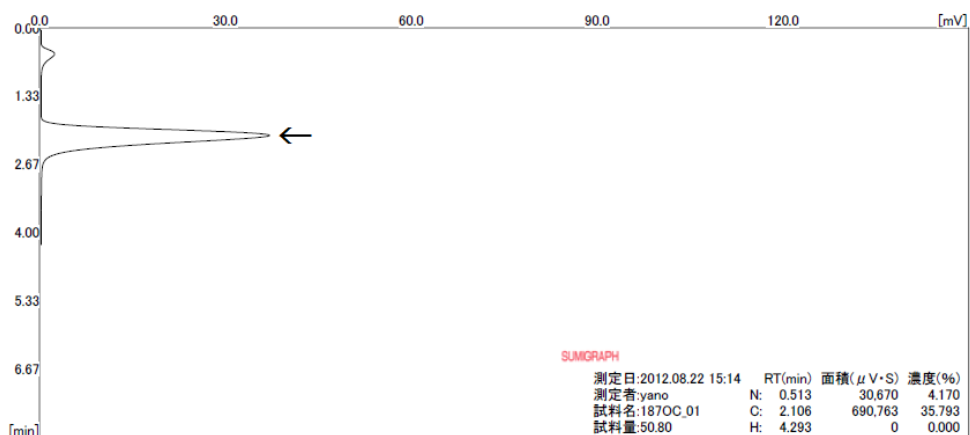 0.0 30.0 60.0 90.0 120.0 [mV]
0.00
1.33
2.67
4.00
5.33
6.67
[min]
←
SUMIGRAPH
測定日:2012.08.22 15:14 RT(min) 面積(μV・S) 濃度(%)
測定者:yano N: 0.513 30,670 4.170
試料名:187OC_01 C: 2.106 690,763 35.793
試料量:50.80 H: 4.293 0 0.000